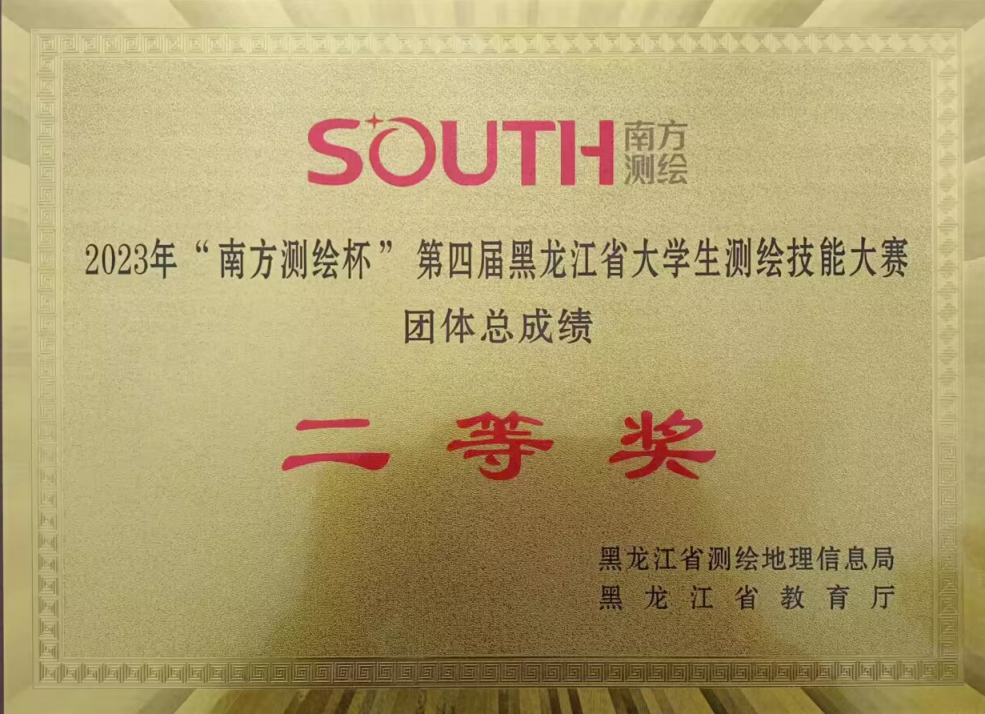 SOUTH 南方
测绘
2023年“南方测绘杯”第四届黑龙江省大学生测绘技能大赛
团体总成绩
二等奖
黑龙江省测绘地理信息局
黑龙江省教育厅